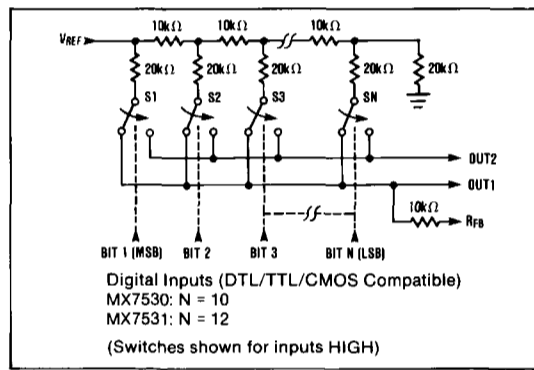 10kΩ 10kΩ 10kΩ
VREF
20kΩ 20kΩ 20kΩ 20kΩ 20kΩ
S1 S2 S3 SN
OUT2
OUT1
10kΩ
RFB
BIT 1 (MSB) BIT 2 BIT 3 BIT N (LSB)
Digital Inputs (DTL/TTL/CMOS Compatible)
MX7530: N = 10
MX7531: N = 12
(Switches shown for inputs HIGH)